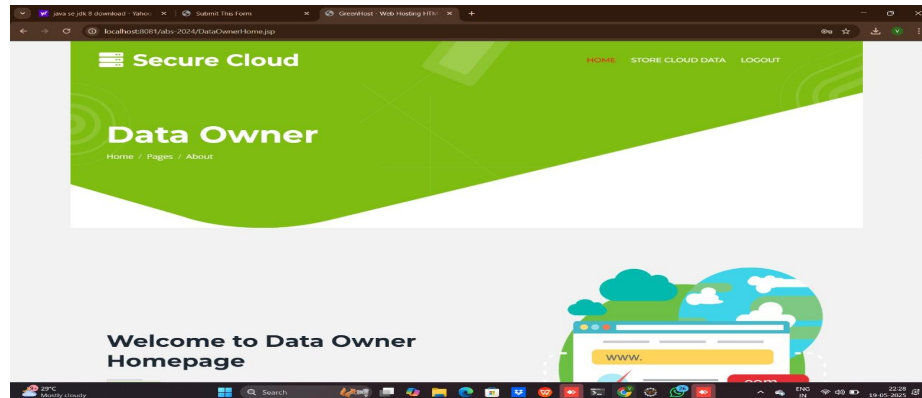 java se jdk 8 download - Yahoo
Submit This Form
GreenHost - Web Hosting HTM
localhost:8081/abs-2024/DataOwnerHome.jsp
Secure Cloud
HOME STORE CLOUD DATA LOGOUT
Data Owner
Home / Pages / About
Welcome to Data Owner
Homepage
www.
.com
29°C
Mostly cloudy
Search
ENG
IN
22:28
19-05-2025